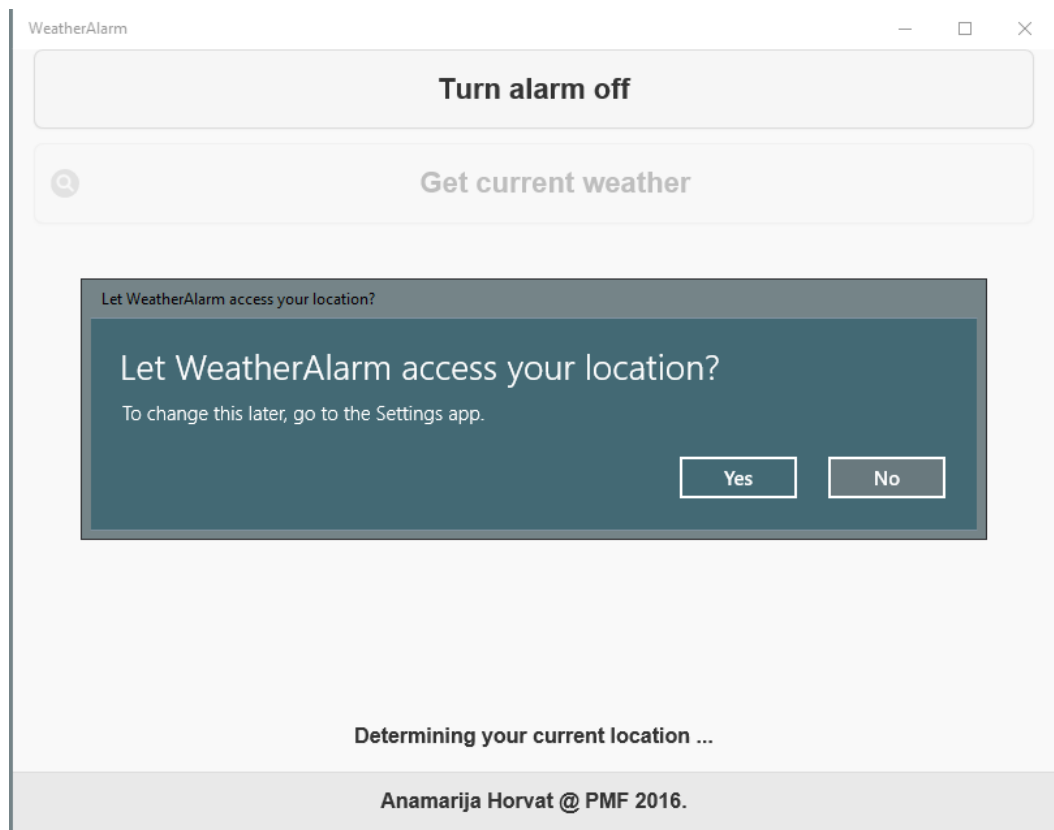 WeatherAlarm
Turn alarm off
Get current weather
Let WeatherAlarm access your location?
Let WeatherAlarm access your location?
To change this later, go to the Settings app.
Yes No
Determining your current location ...
Anamarija Horvat @ PMF 2016.